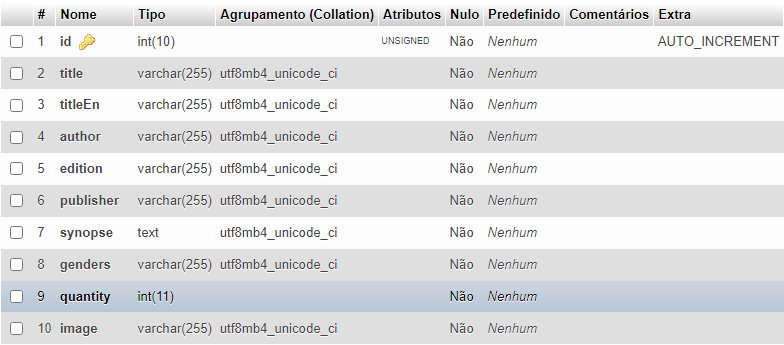 # Nome Tipo Agrupamento (Collation) Atributos Nulo Predefinido Comentários Extra
1 id int(10) UNSIGNED Não Nenhum AUTO_INCREMENT
2 title varchar(255) utf8mb4_unicode_ci Não Nenhum
3 titleEn varchar(255) utf8mb4_unicode_ci Não Nenhum
4 author varchar(255) utf8mb4_unicode_ci Não Nenhum
5 edition varchar(255) utf8mb4_unicode_ci Não Nenhum
6 publisher varchar(255) utf8mb4_unicode_ci Não Nenhum
7 synopse text utf8mb4_unicode_ci Não Nenhum
8 genders varchar(255) utf8mb4_unicode_ci Não Nenhum
9 quantity int(11) Não Nenhum
10 image varchar(255) utf8mb4_unicode_ci Não Nenhum